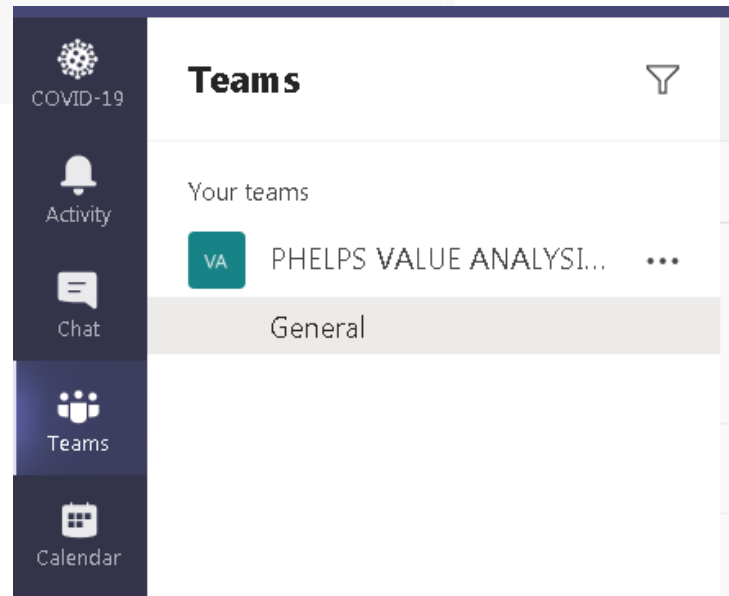 COVID-19
Activity
Chat
Teams
Calendar
Teams
Your teams
VA PHELPS VALUE ANALYSI... •••
General